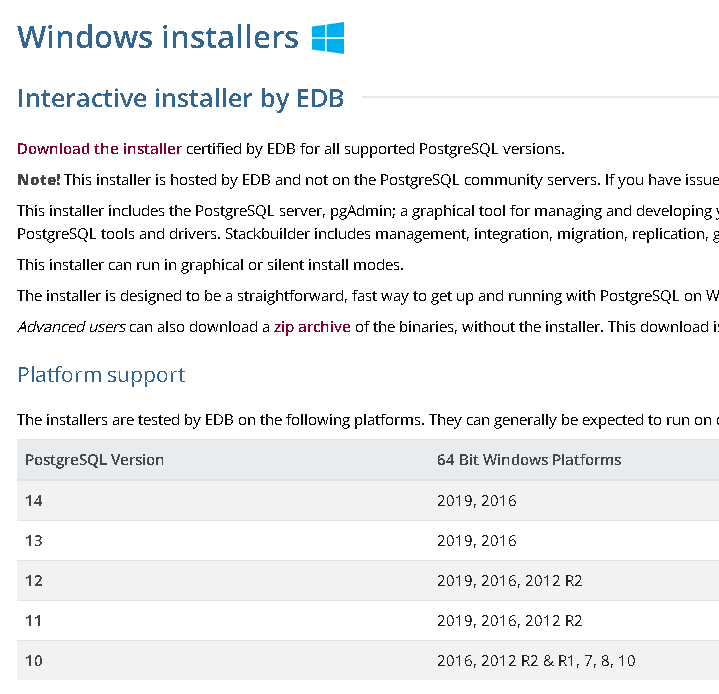 Windows installers
Interactive installer by EDB
Download the installer certified by EDB for all supported PostgreSQL versions.
Note! This installer is hosted by EDB and not on the PostgreSQL community servers. If you have issue
This installer includes the PostgreSQL server, pgAdmin; a graphical tool for managing and developing
PostgreSQL tools and drivers. Stackbuilder includes management, integration, migration, replication,
This installer can run in graphical or silent install modes.
The installer is designed to be a straightforward, fast way to get up and running with PostgreSQL on
Advanced users can also download a zip archive of the binaries, without the installer. This download
Platform support
The installers are tested by EDB on the following platforms. They can generally be expected to run on
PostgreSQL Version 64 Bit Windows Platforms
14 2019, 2016
13 2019, 2016
12 2019, 2016, 2012 R2
11 2019, 2016, 2012 R2
10 2016, 2012 R2 & R1, 7, 8, 10